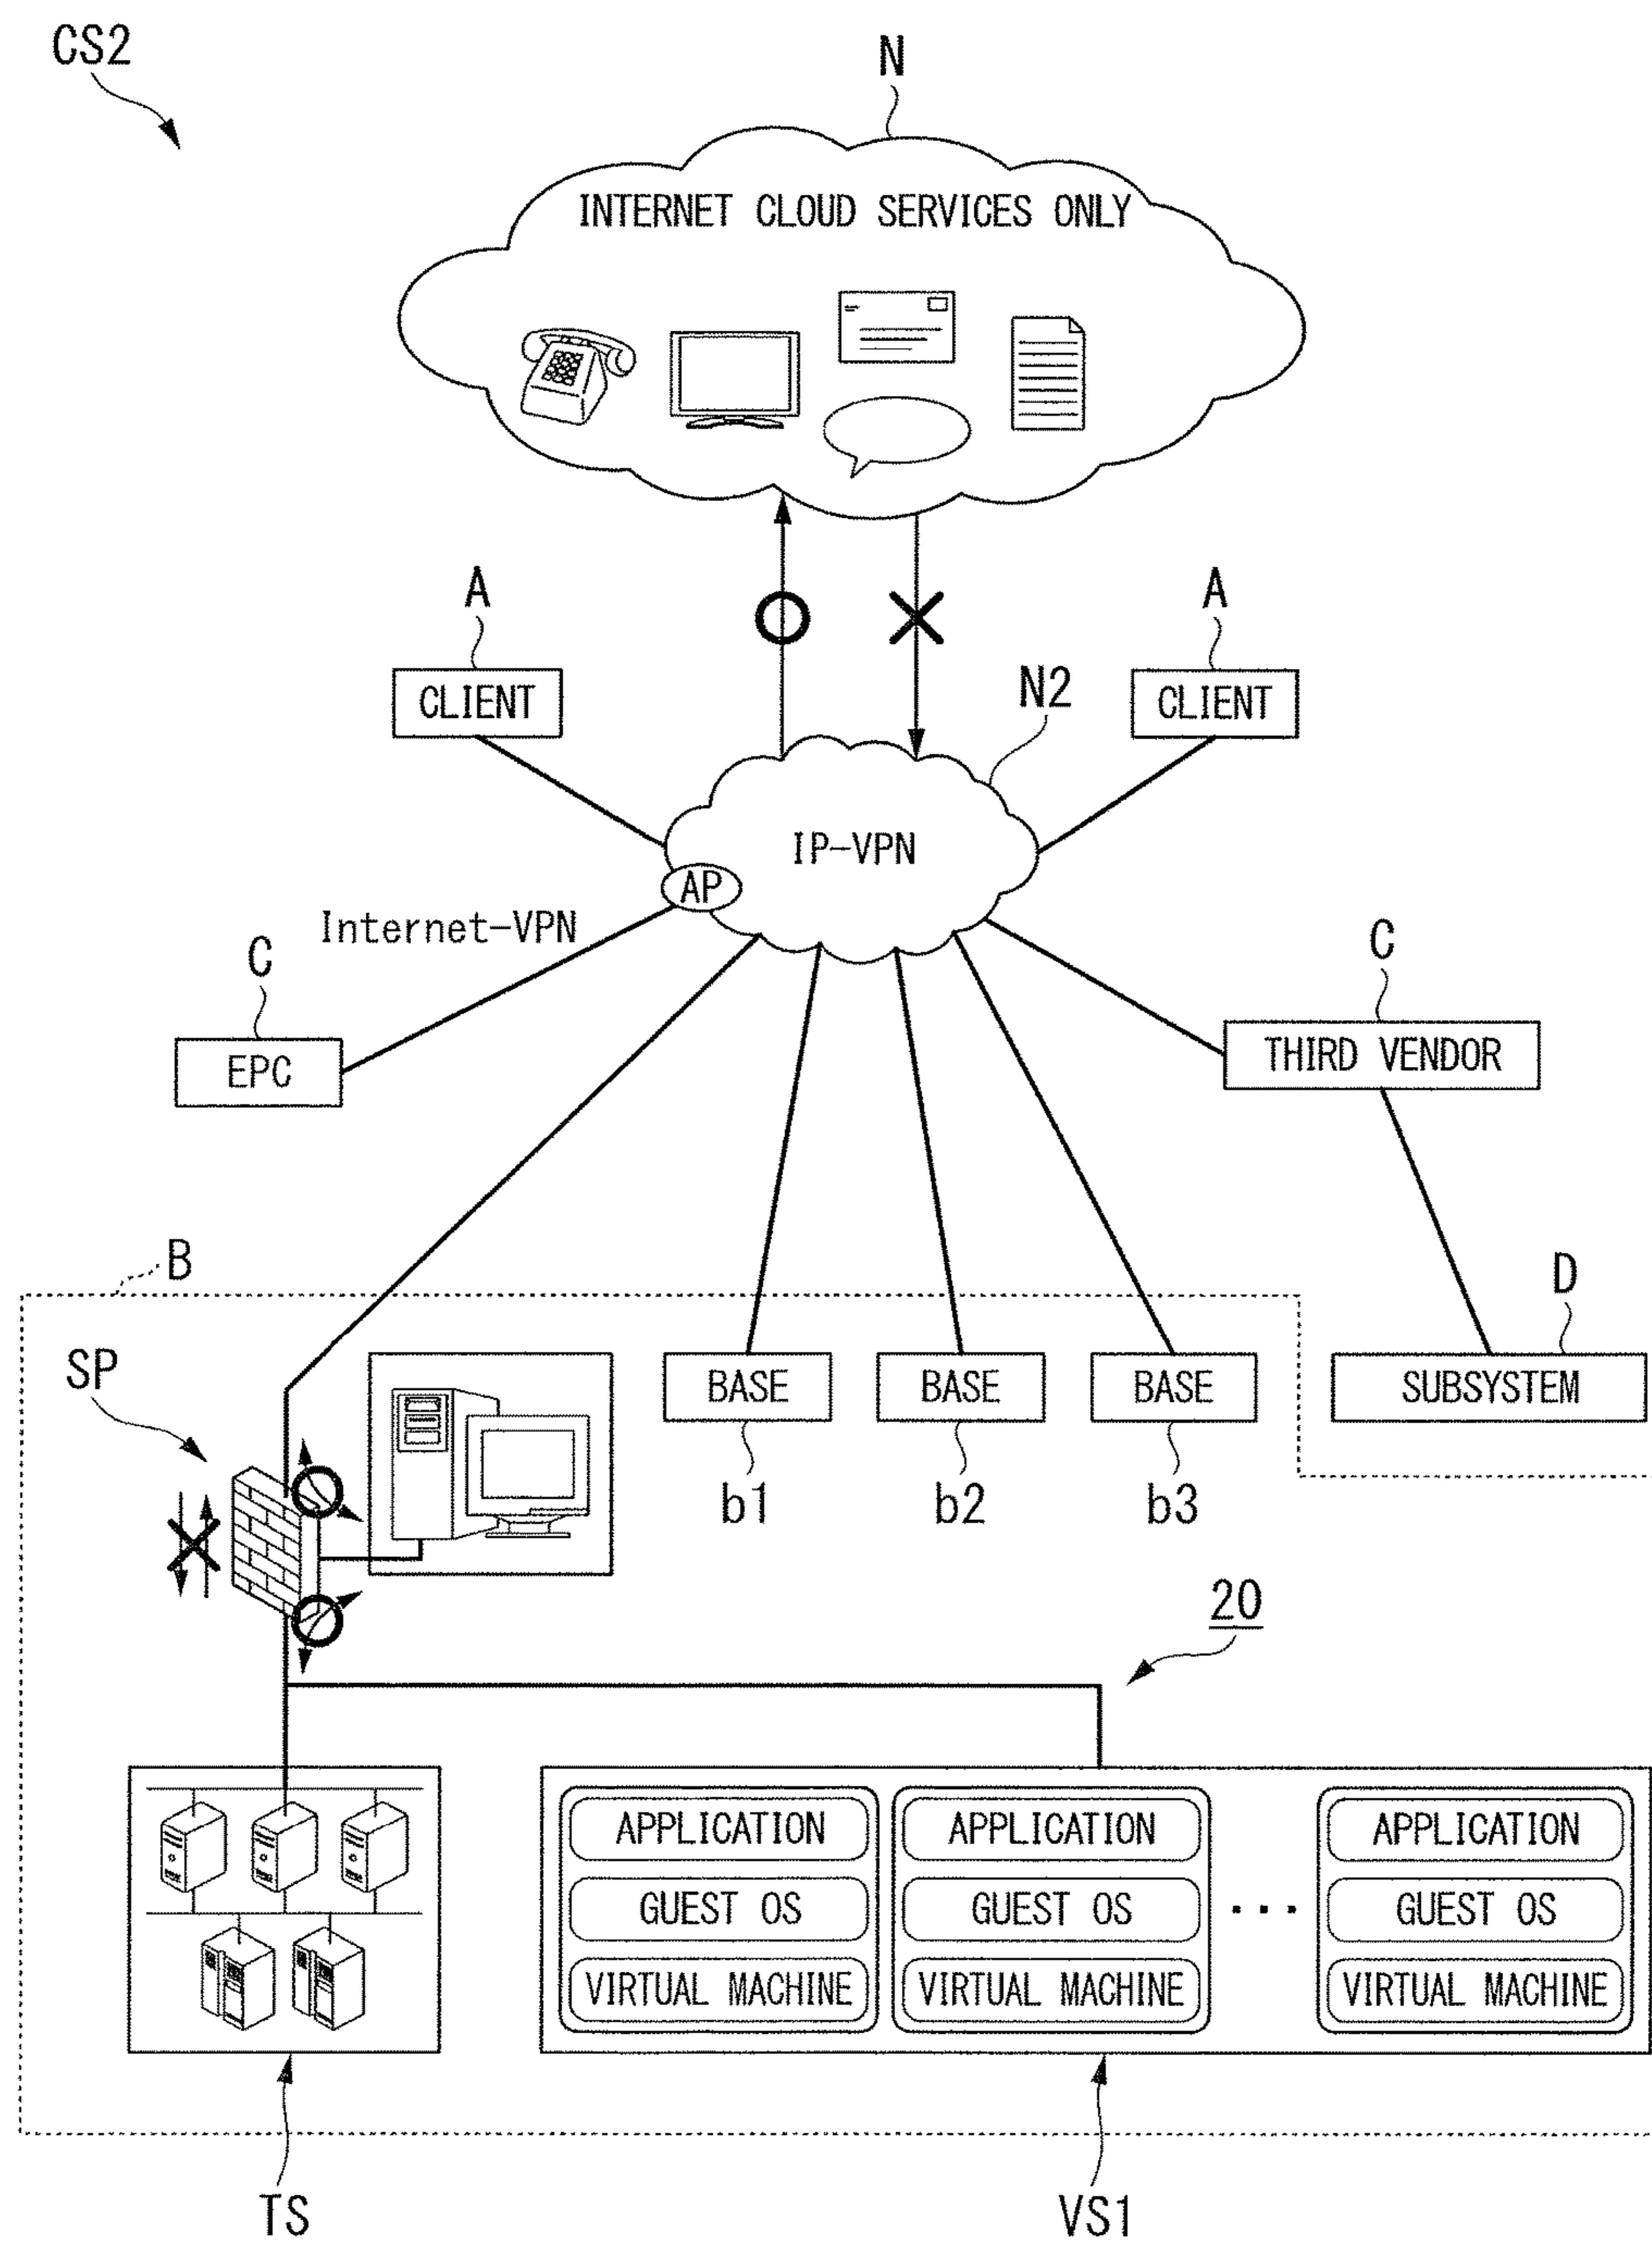 CS2
N
INTERNET CLOUD SERVICES ONLY
A
A
CLIENT
N2
CLIENT
IP-VPN
AP
Internet-VPN
C
C
EPC
THIRD VENDOR
B
D
SP
BASE
BASE
BASE
SUBSYSTEM
b1
b2
b3
20
APPLICATION
APPLICATION
APPLICATION
GUEST OS
GUEST OS
...
GUEST OS
VIRTUAL MACHINE
VIRTUAL MACHINE
VIRTUAL MACHINE
TS
VS1